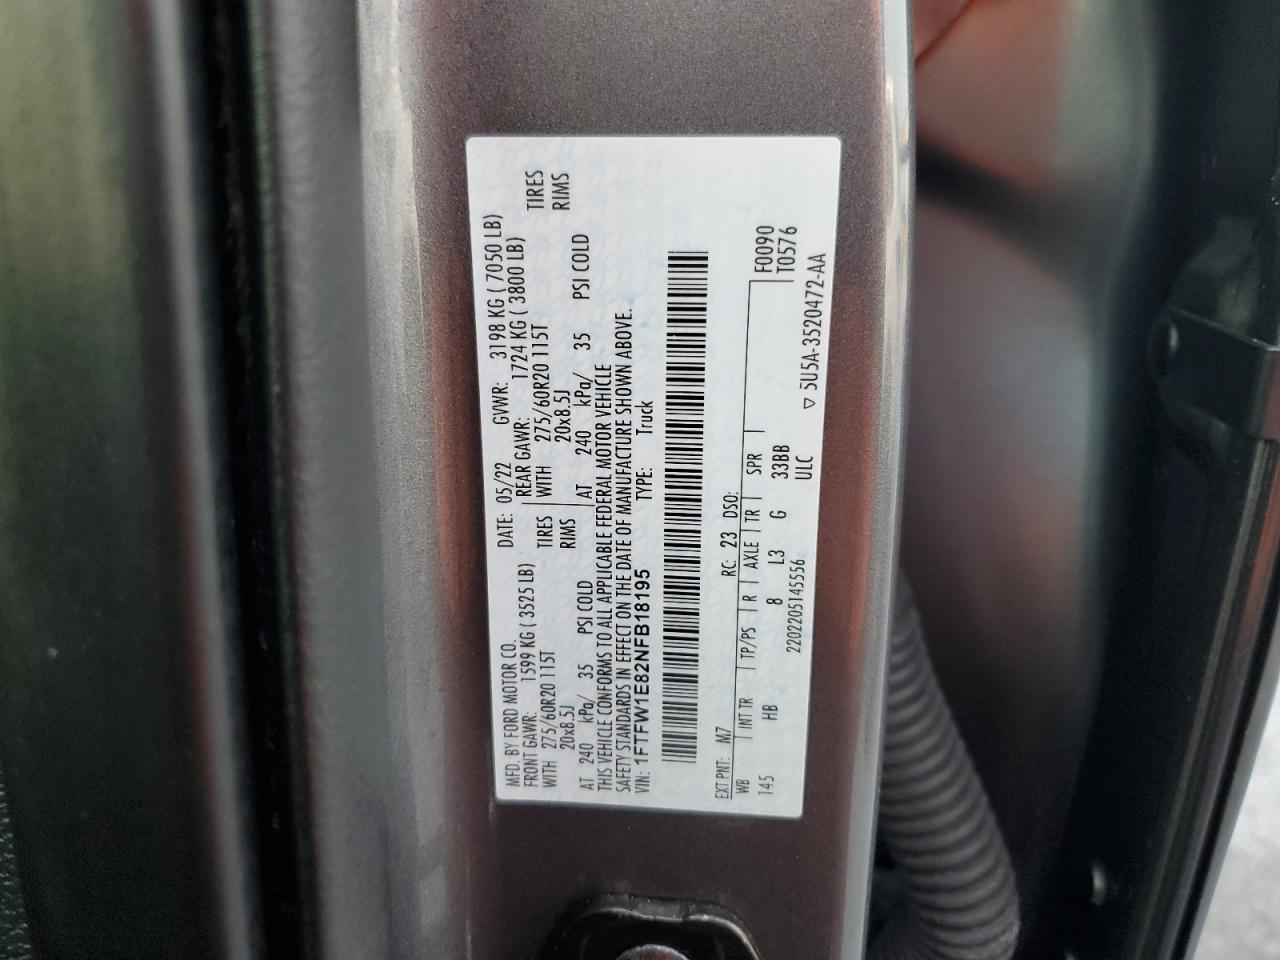 MFD. BY FORD MOTOR CO. DATE: 05/22 GVWR: 3198 KG ( 7050 LB)
FRONT GAWR: 1599 KG ( 3525 LB) REAR GAWR: 1724 KG ( 3800 LB)
WITH 275/60R20 115T TIRES WITH 275/60R20 115T TIRES
20x8.5J RIMS 20x8.5J RIMS
AT 240 kPa/ 35 PSI COLD AT 240 kPa/ 35 PSI COLD
THIS VEHICLE CONFORMS TO ALL APPLICABLE FEDERAL MOTOR VEHICLE
SAFETY STANDARDS IN EFFECT ON THE DATE OF MANUFACTURE SHOWN ABOVE.
VIN: 1FTFW1E82NFB18195 TYPE: Truck
EXT PNT: M7 RC: 23 DSO:
WB INT TR TP/PS R AXLE TR SPR F0090
T0576
145 HB 8 L3 G 33BB
2202205145556 ULC ▽ 5U5A-3520472-AA